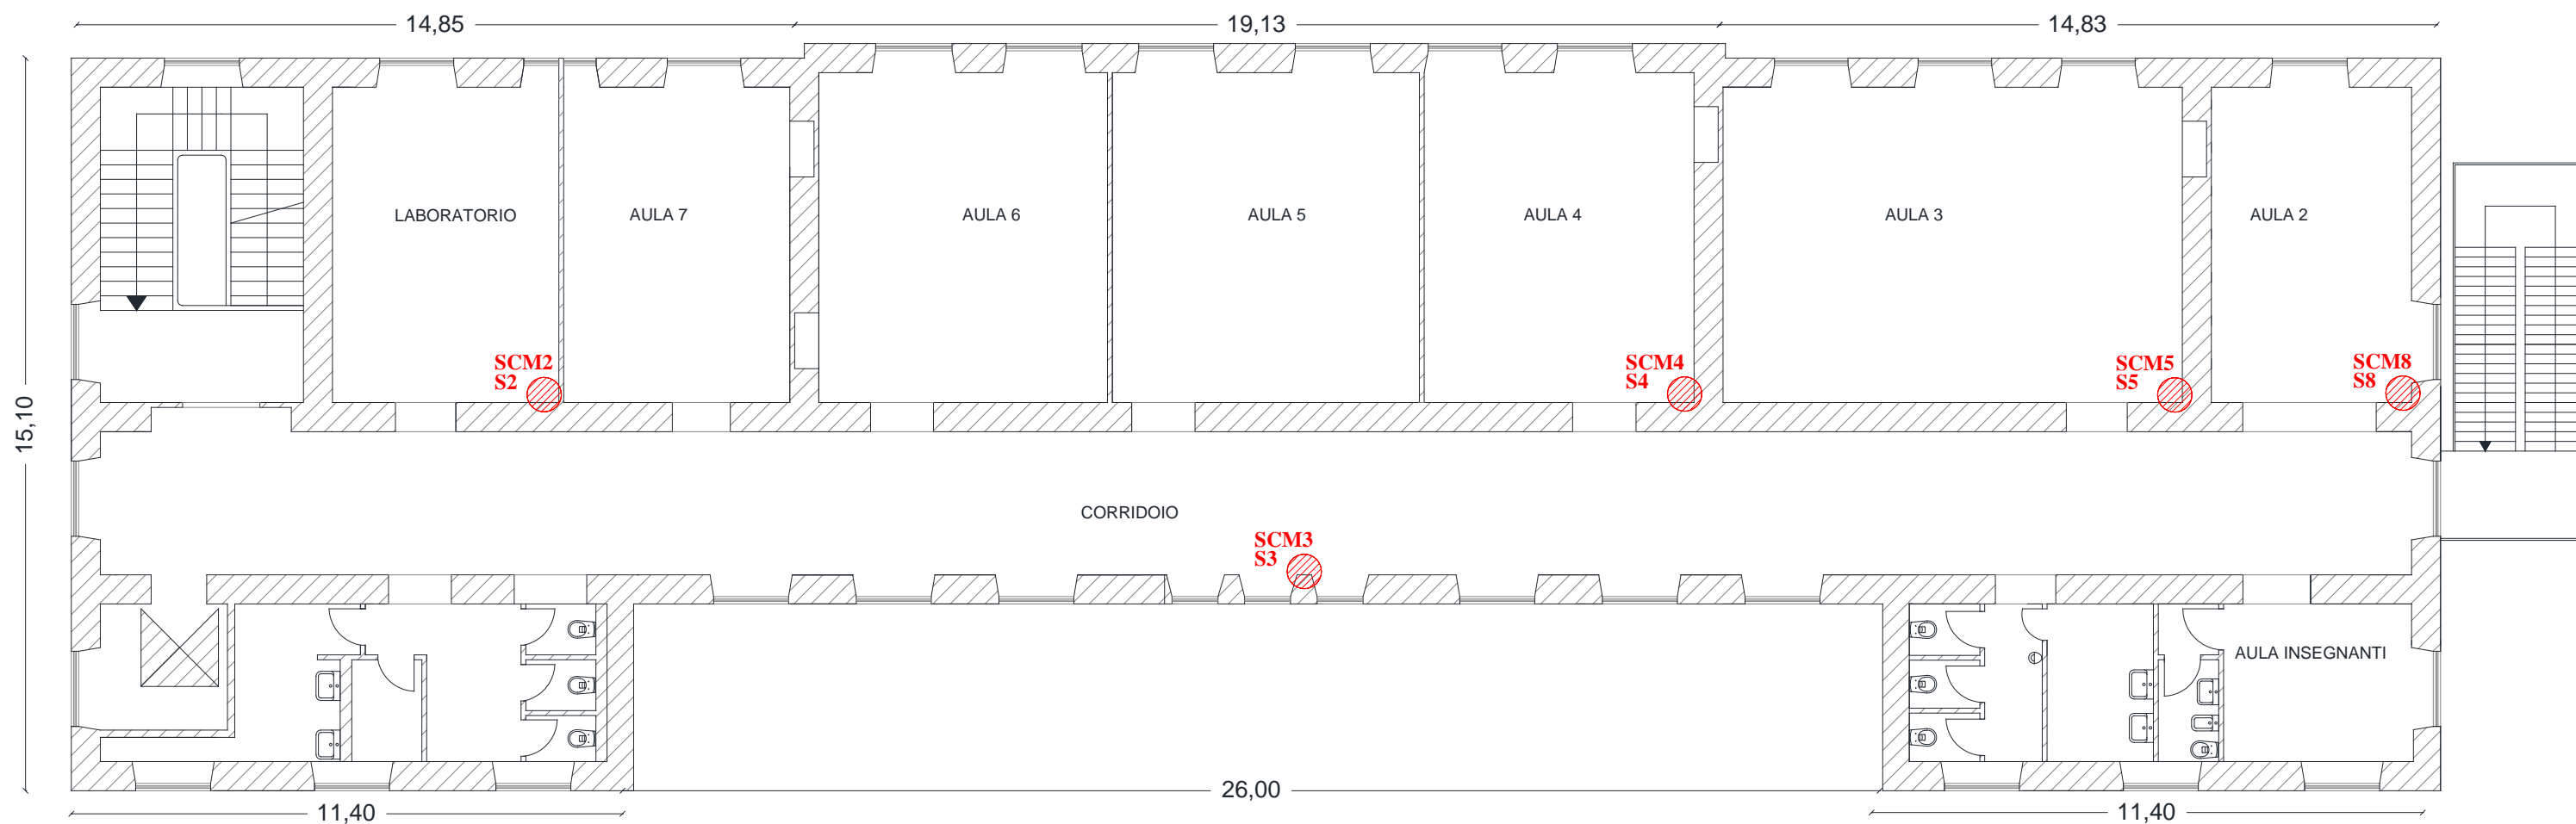 14,85
19,13
14,83
15,10
LABORATORIO
AULA 7
AULA 6
AULA 5
AULA 4
AULA 3
AULA 2
SCM2
S2
SCM4
S4
SCM5
S5
SCM8
S8
CORRIDOIO
SCM3
S3
AULA INSEGNANTI
26,00
11,40
11,40